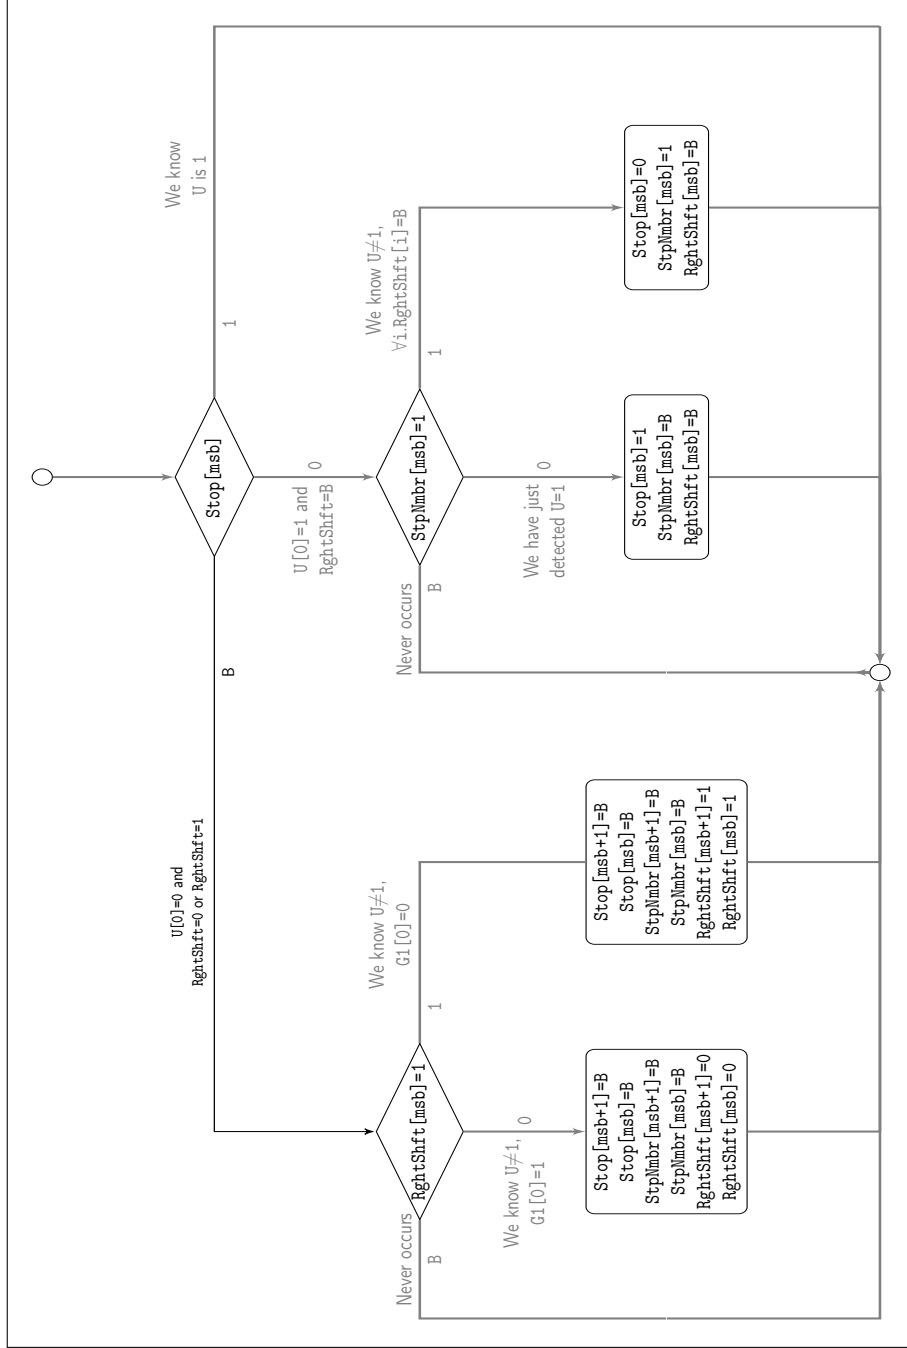 U[0]=0 and
RghtShft=0 or RghtShft=1
We know
U is 1
Stop[msb]
B
1
U[0]=1 and
RghtShft=B
0
We know U≠1,
G1[0]=0
We know U≠1,
∀i.RghtShft[i]=B
Never occurs
RghtShft[msb]=1
Never occurs
StpNmbr[msb]=1
B
1
B
1
We know U≠1,
G1[0]=1
0
We have just
detected U=1
0
Stop[msb+1]=B
Stop[msb]=B
StpNmbr[msb+1]=B
StpNmbr[msb]=B
RghtShft[msb+1]=0
RghtShft[msb]=0
Stop[msb+1]=B
Stop[msb]=B
StpNmbr[msb+1]=B
StpNmbr[msb]=B
RghtShft[msb+1]=1
RghtShft[msb]=1
Stop[msb]=1
StpNmbr[msb]=B
RghtShft[msb]=B
Stop[msb]=0
StpNmbr[msb]=1
RghtShft[msb]=B